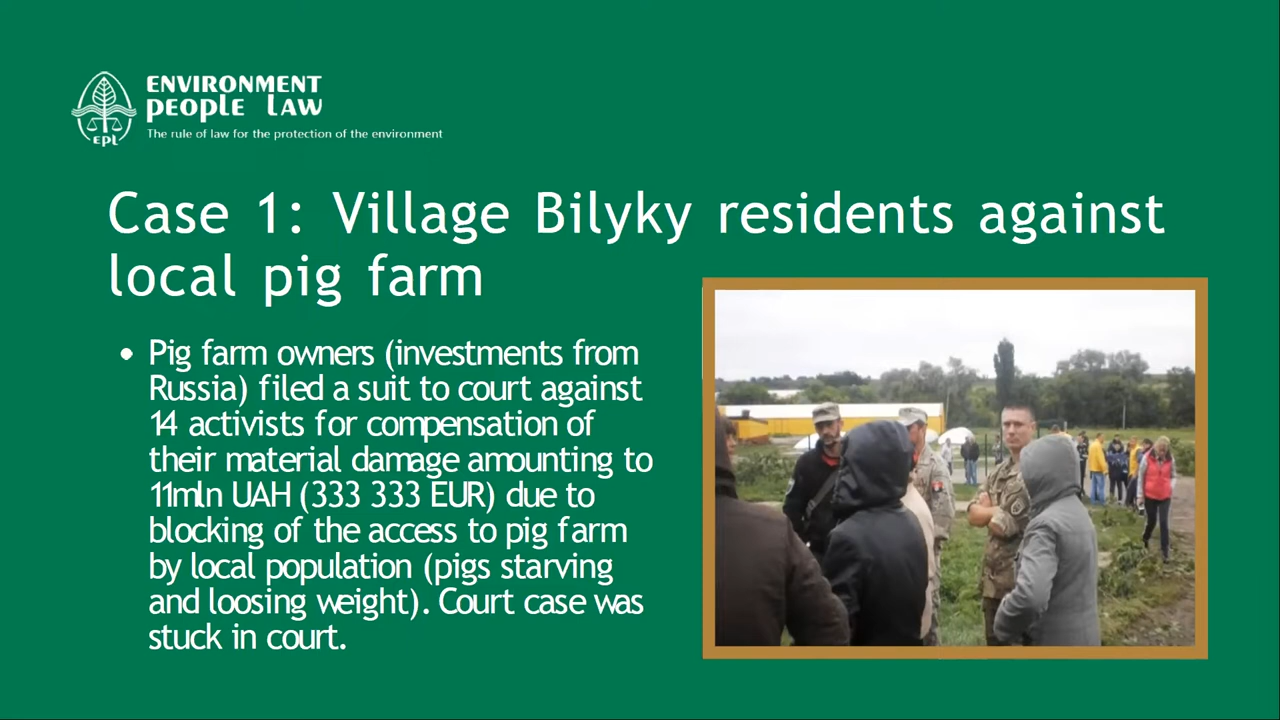 ENVIRONMENT
PEOPLE LAW
The rule of law for the protection of the environment
EPL
Case 1: Village Bilyky residents against
local pig farm
• Pig farm owners (investments from
Russia) filed a suit to court against
14 activists for compensation of
their material damage amounting to
11mln UAH (333 333 EUR) due to
blocking of the access to pig farm
by local population (pigs starving
and loosing weight). Court case was
stuck in court.